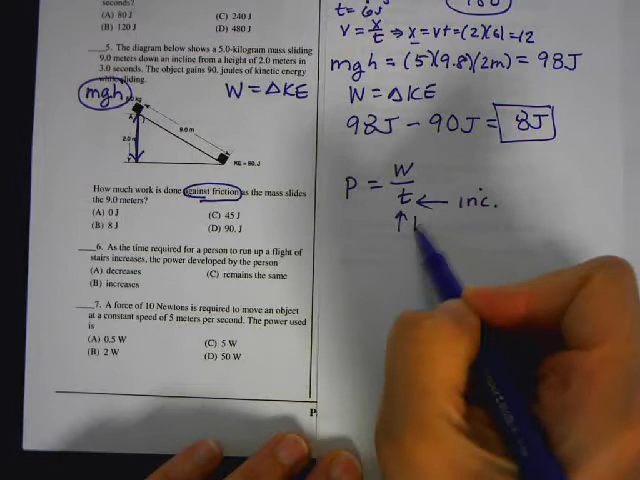 seconds?
(A) 80 J
(C) 240 J
(B) 120 J
(D) 480 J
___5. The diagram below shows a 5.0-kilogram mass sliding
9.0 meters down an incline from a height of 2.0 meters in
3.0 seconds. The object gains 90. joules of kinetic energy
while sliding.
mgh
W = ΔKE
A
9.0 m
2.0 m
KE = 90. J
How much work is done against friction as the mass slides
the 9.0 meters?
(A) 0 J
(C) 45 J
(B) 8 J
(D) 90. J
___6. As the time required for a person to run up a flight of
stairs increases, the power developed by the person
(A) decreases
(C) remains the same
(B) increases
___7. A force of 10 Newtons is required to move an object
at a constant speed of 5 meters per second. The power used
is
(A) 0.5 W
(C) 5 W
(B) 2 W
(D) 50 W
P
V = x/t ⇒ x = vt = (2)(6) = 12
mgh = (5)(9.8)(2m) = 98J
W = ΔKE
98J - 90J = 8J
P = W/t ← inc.
↑